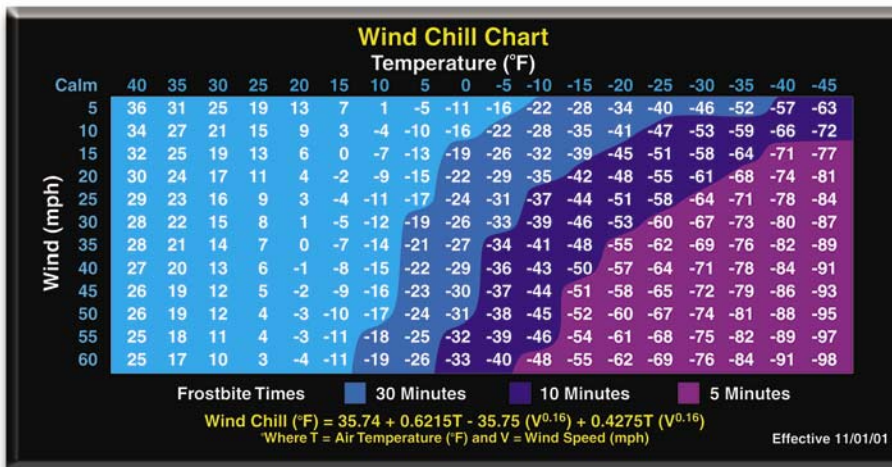 Wind Chill Chart
Temperature (°F)
Calm 40 35 30 25 20 15 10 5 0 -5 -10 -15 -20 -25 -30 -35 -40 -45
5 36 31 25 19 13 7 1 -5 -11 -16 -22 -28 -34 -40 -46 -52 -57 -63
10 34 27 21 15 9 3 -4 -10 -16 -22 -28 -35 -41 -47 -53 -59 -66 -72
15 32 25 19 13 6 0 -7 -13 -19 -26 -32 -39 -45 -51 -58 -64 -71 -77
20 30 24 17 11 4 -2 -9 -15 -22 -29 -35 -42 -48 -55 -61 -68 -74 -81
25 29 23 16 9 3 -4 -11 -17 -24 -31 -37 -44 -51 -58 -64 -71 -78 -84
30 28 22 15 8 1 -5 -12 -19 -26 -33 -39 -46 -53 -60 -67 -73 -80 -87
35 28 21 14 7 0 -7 -14 -21 -27 -34 -41 -48 -55 -62 -69 -76 -82 -89
40 27 20 13 6 -1 -8 -15 -22 -29 -36 -43 -50 -57 -64 -71 -78 -84 -91
45 26 19 12 5 -2 -9 -16 -23 -30 -37 -44 -51 -58 -65 -72 -79 -86 -93
50 26 19 12 4 -3 -10 -17 -24 -31 -38 -45 -52 -60 -67 -74 -81 -88 -95
55 25 18 11 4 -3 -11 -18 -25 -32 -39 -46 -54 -61 -68 -75 -82 -89 -97
60 25 17 10 3 -4 -11 -19 -26 -33 -40 -48 -55 -62 -69 -76 -84 -91 -98
Wind (mph)
Frostbite Times 30 Minutes 10 Minutes 5 Minutes
Wind Chill (°F) = 35.74 + 0.6215T - 35.75 (V0.16) + 0.4275T (V0.16)
°Where T = Air Temperature (°F) and V = Wind Speed (mph)
Effective 11/01/01